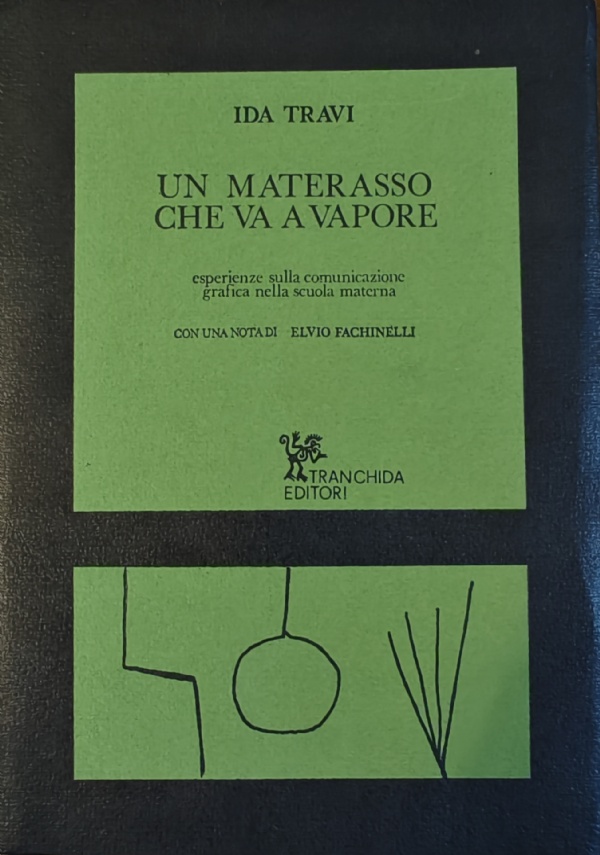 IDA TRAVI
UN MATERASSO
CHE VA A VAPORE
esperienze sulla comunicazione
grafica nella scuola materna
CON UNA NOTA DI ELVIO FACHINELLI
TRANCHIDA
EDITORI